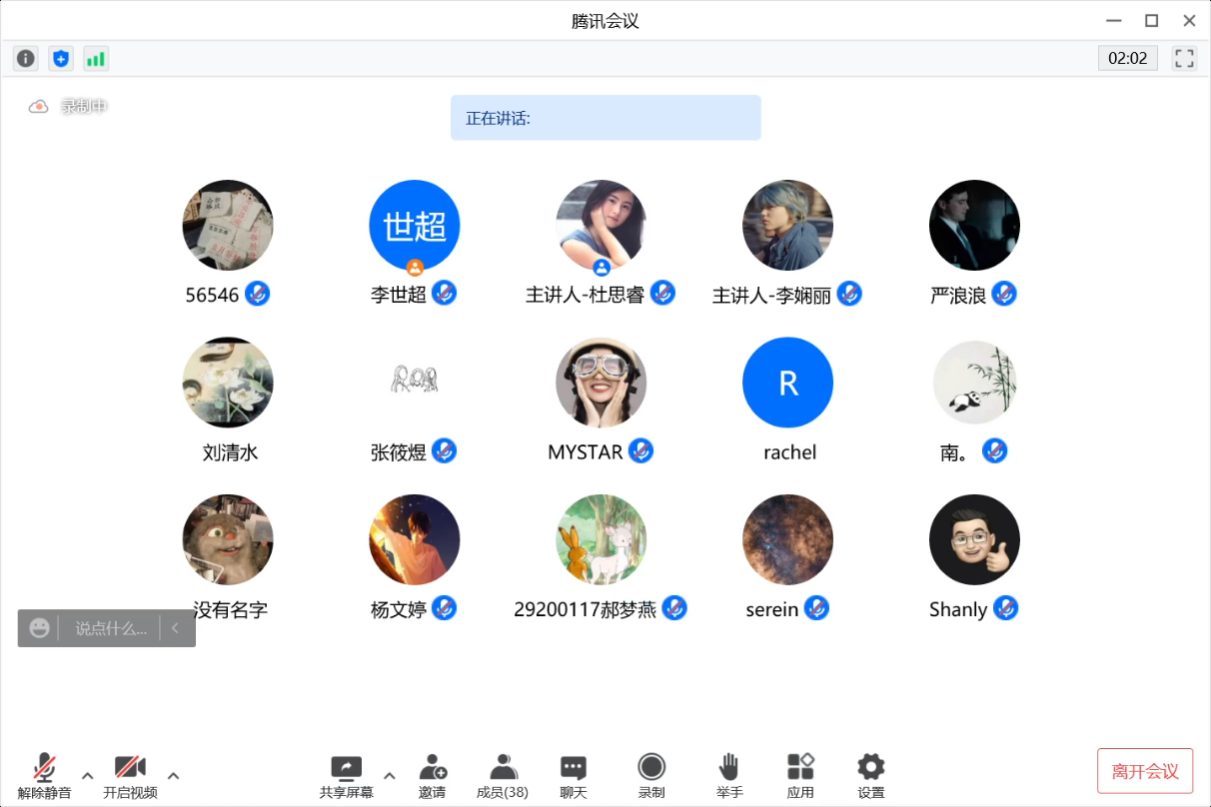 腾讯会议
02:02
录制中
正在讲话:
世超
56546
李世超
主讲人-杜思睿
主讲人-李娴丽
严浪浪
R
刘清水
张筱煜
MYSTAR
rachel
南。
没有名字
杨文婷
29200117郝梦燕
serein
Shanly
说点什么...
解除静音
开启视频
共享屏幕
邀请
成员(38)
聊天
录制
举手
应用
设置
离开会议